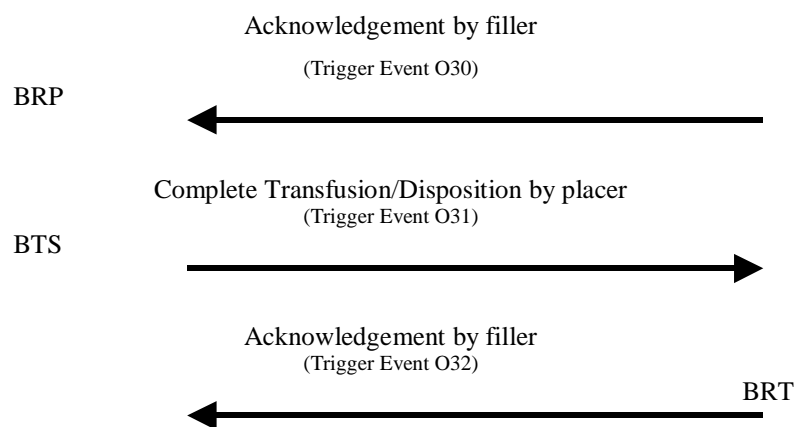 Acknowledgement by filler
(Trigger Event O30)
BRP
Complete Transfusion/Disposition by placer
(Trigger Event O31)
BTS
Acknowledgement by filler
(Trigger Event O32)
BRT